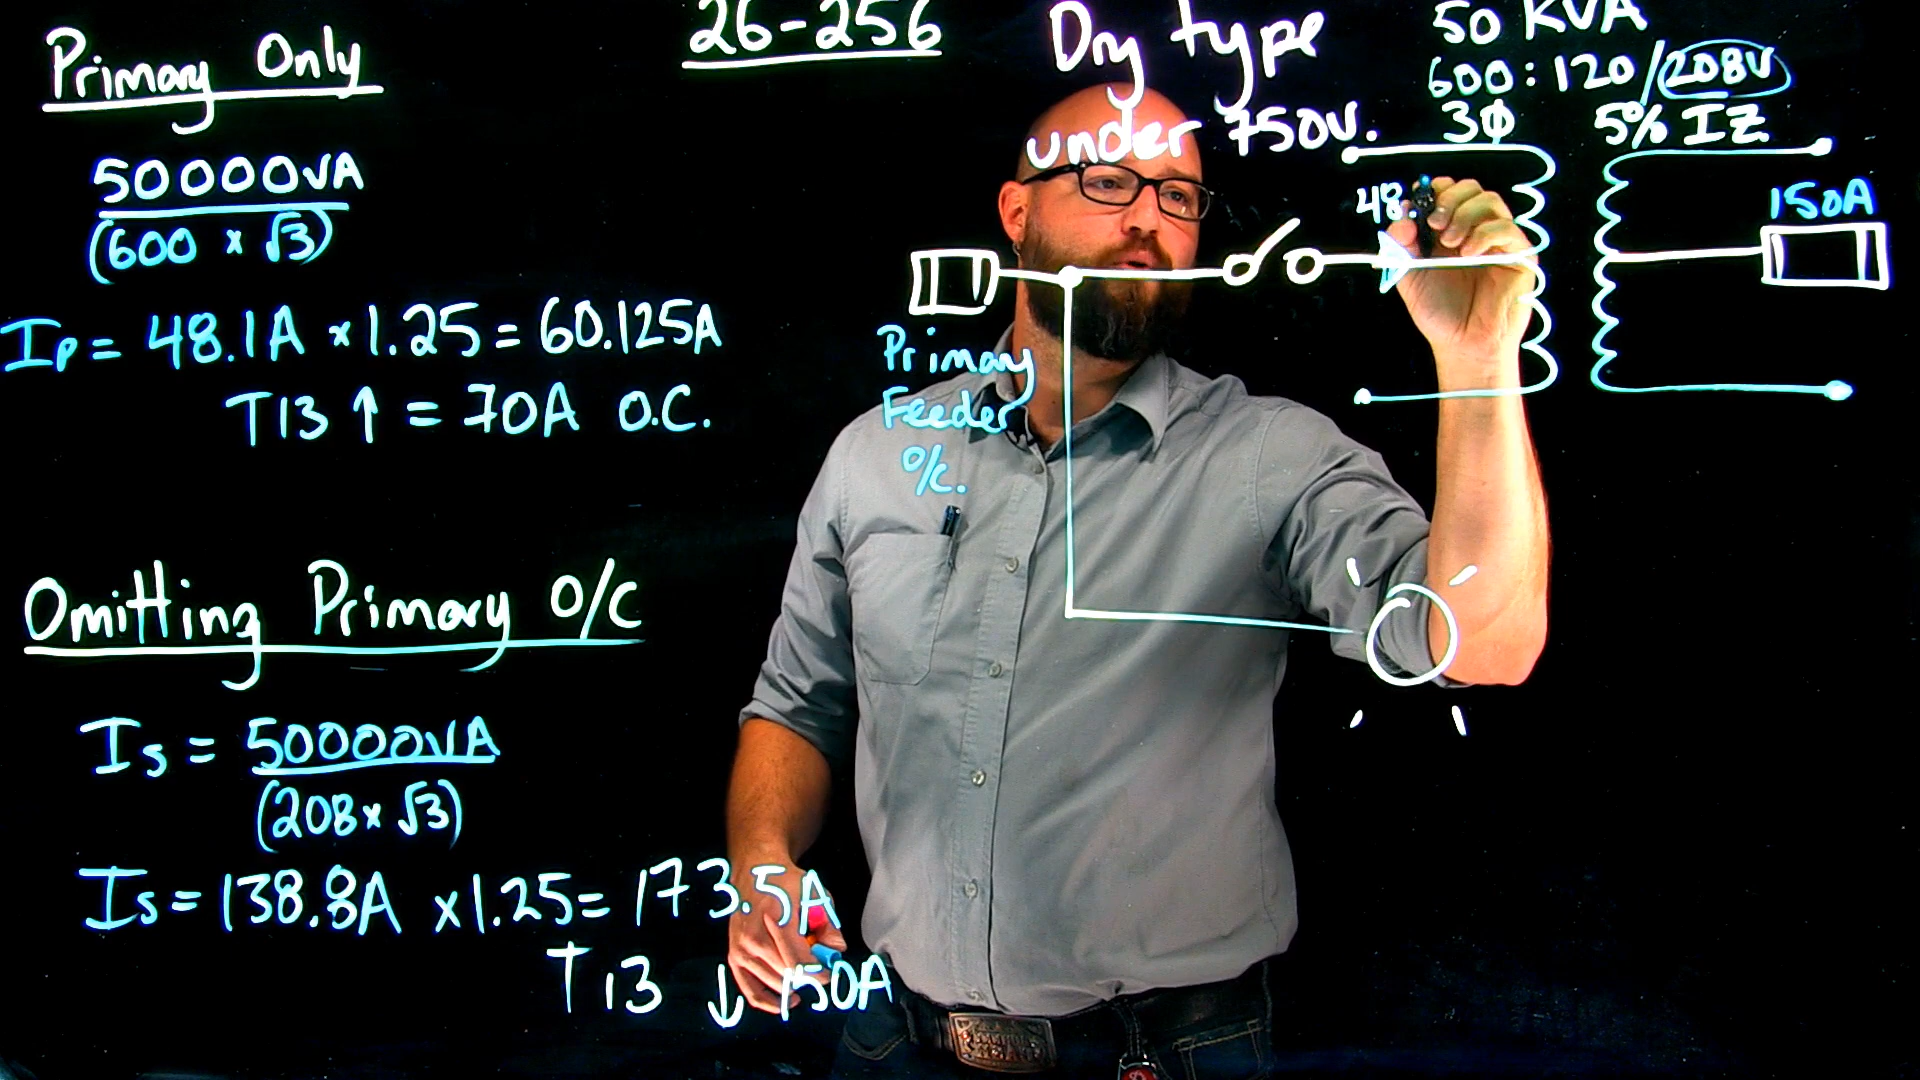 Primary Only
50000VA
(600 x √3)
Ip = 48.1A x 1.25 = 60.125A
T13 ↑ = 70A O.C.
Omitting Primary O/C
Is = 50000VA
(208 x √3)
Is = 138.8A x 1.25 = 173.5A
T13 ↓ 150A
26-256
Dry type
under 750V.
50 KVA
600:120/208V
3Φ 5% IZ
48.
150A
Primary
Feeder
O/C.